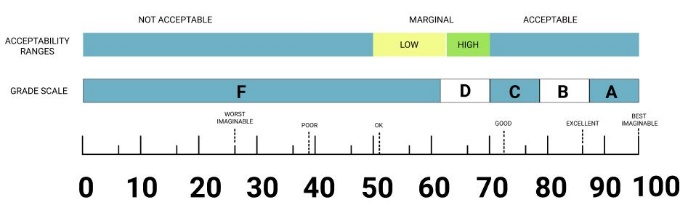 NOT ACCEPTABLE MARGINAL ACCEPTABLE
ACCEPTABILITY
RANGES
LOW HIGH
GRADE SCALE F D C B A
WORST
IMAGINABLE
POOR OK GOOD EXCELLENT
BEST
IMAGINABLE
0 10 20 30 40 50 60 70 80 90 100